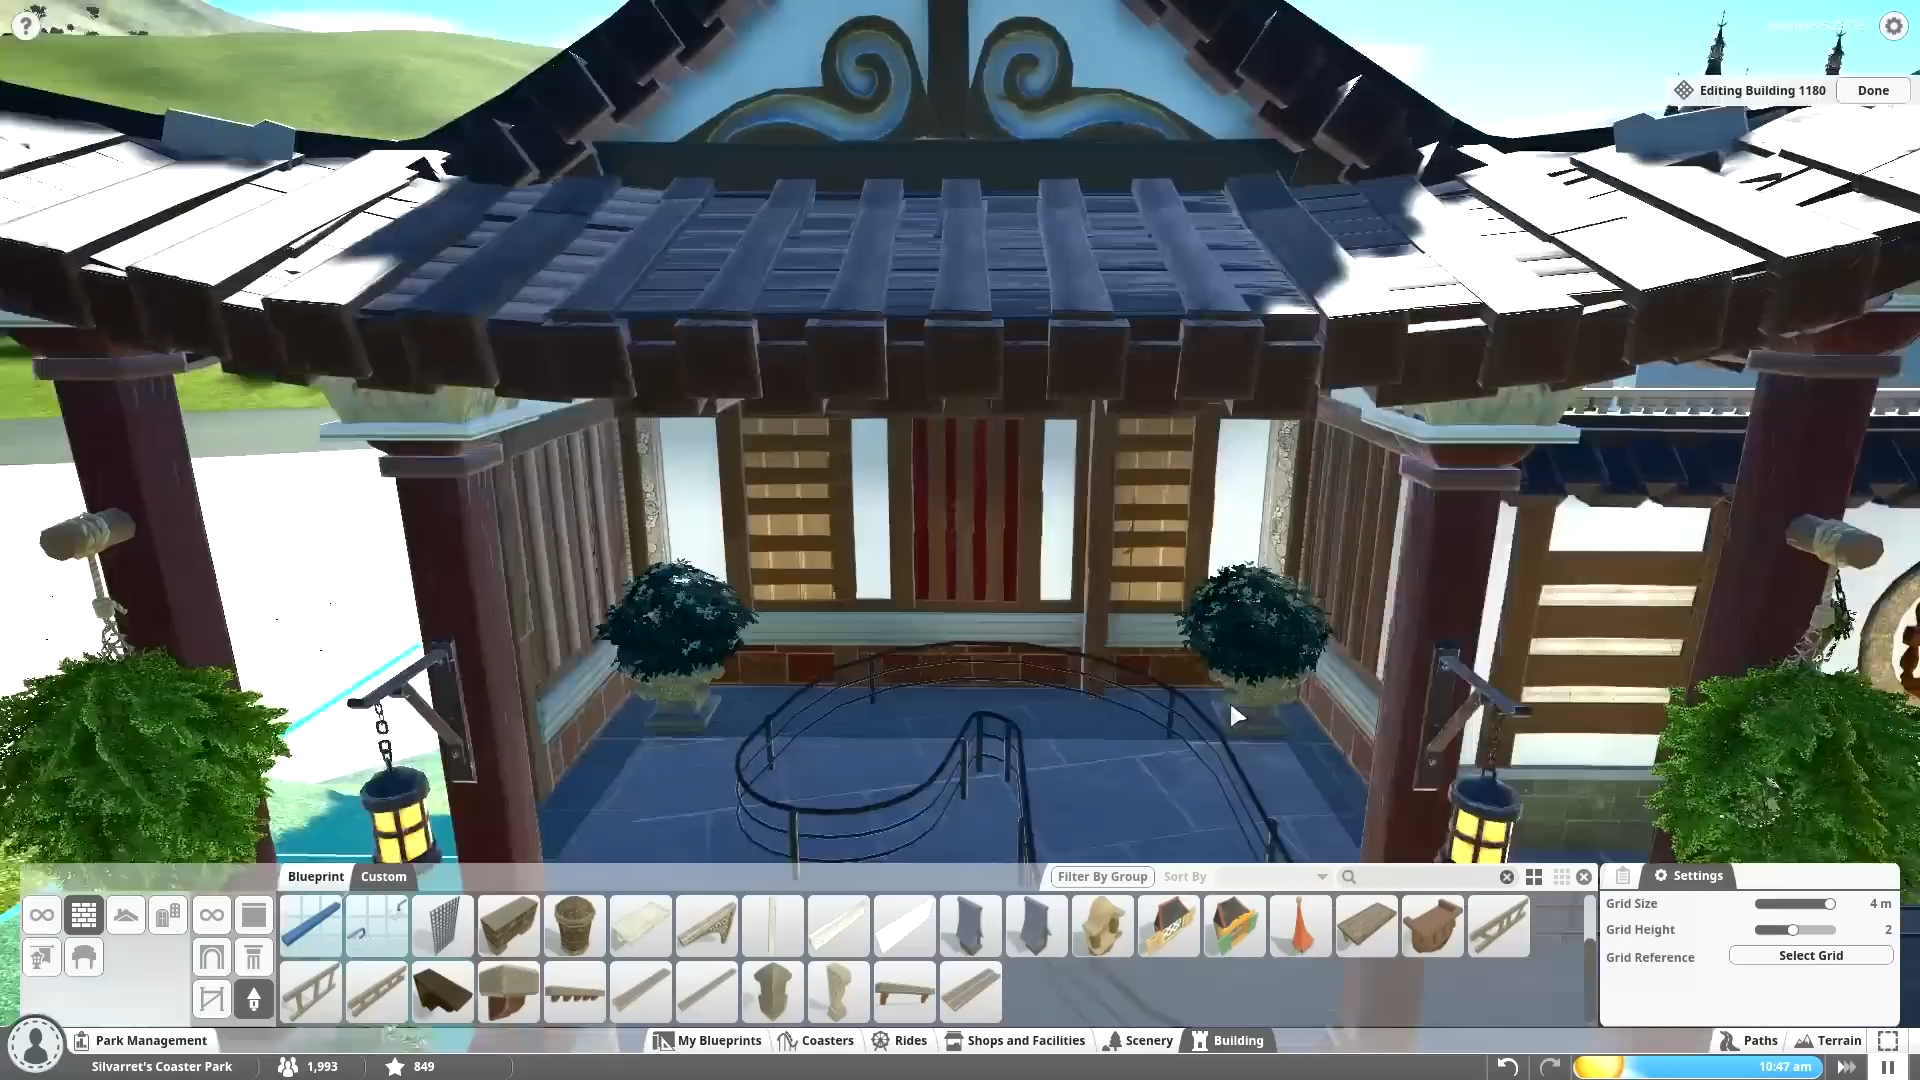 ?
Editing Building 1180
Done
Blueprint
Custom
Filter By Group
Sort By
Settings
Grid Size
4 m
Grid Height
2
Grid Reference
Select Grid
Park Management
My Blueprints
Coasters
Rides
Shops and Facilities
Scenery
Building
Paths
Terrain
Silvarret's Coaster Park
1,993
849
10:47 am